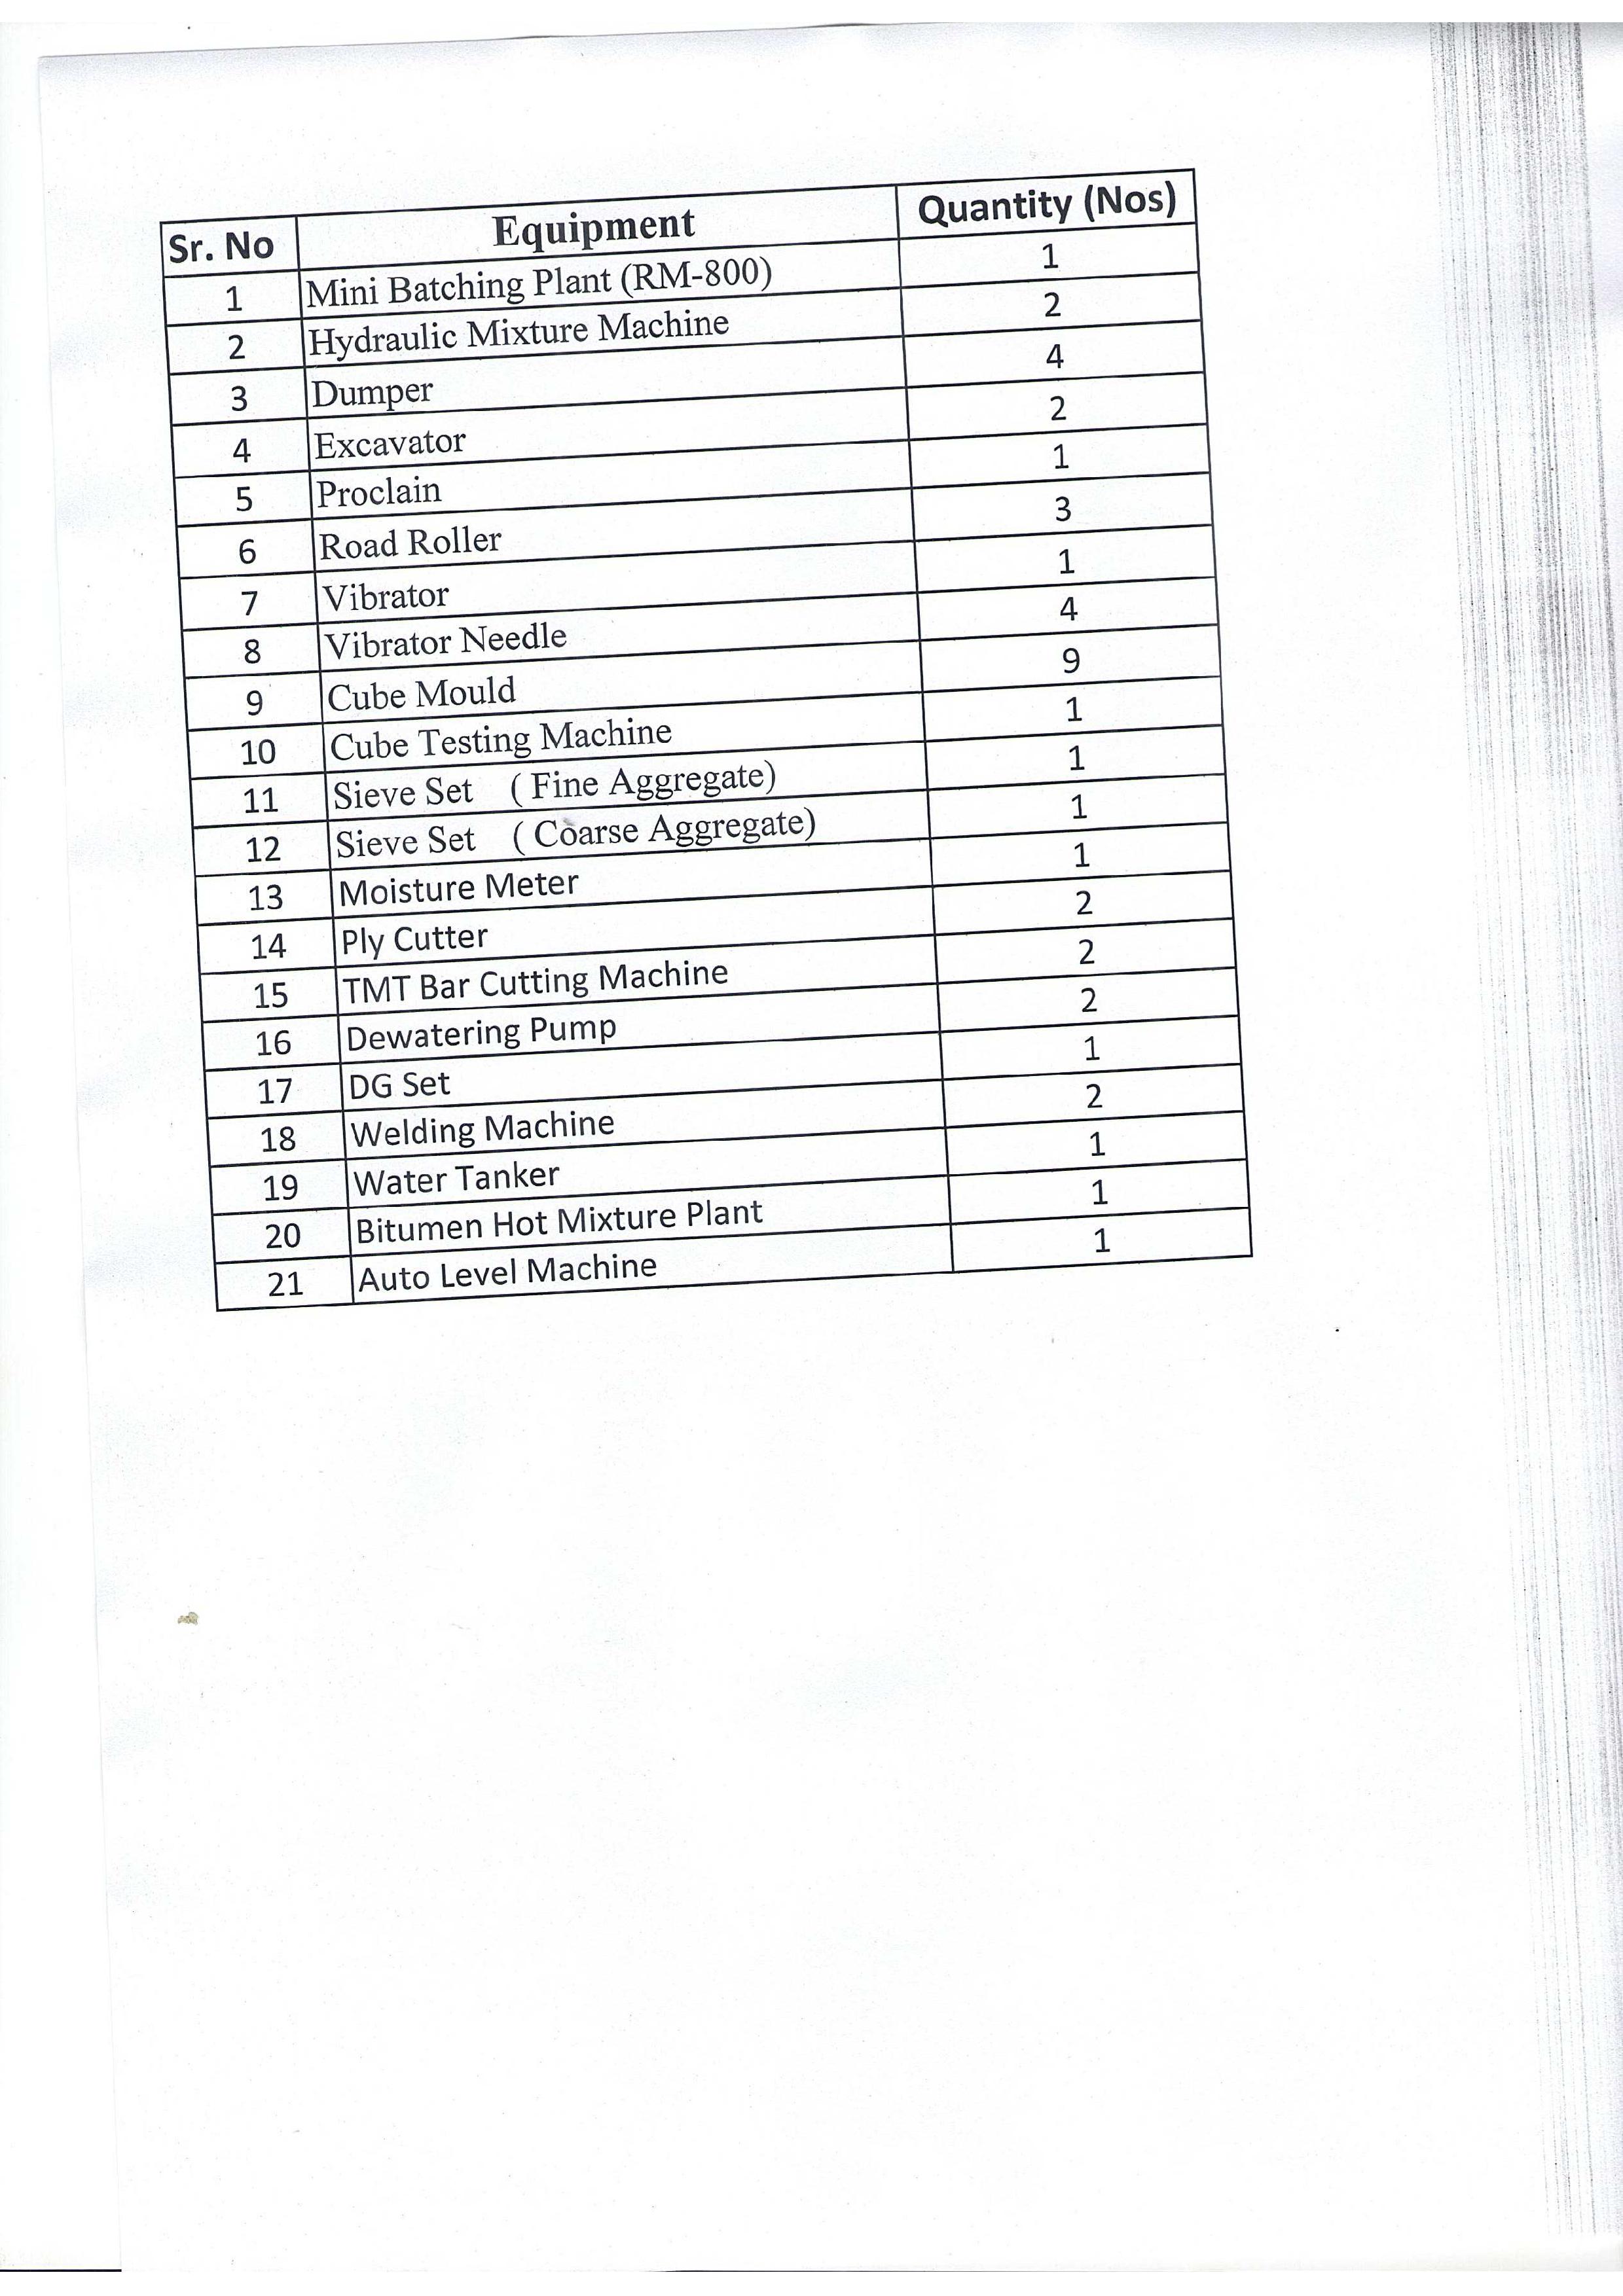 Sr. No Equipment Quantity (Nos)
1 Mini Batching Plant (RM-800) 1
2 Hydraulic Mixture Machine 2
3 Dumper 4
4 Excavator 2
5 Proclain 1
6 Road Roller 3
7 Vibrator 1
8 Vibrator Needle 4
9 Cube Mould 9
10 Cube Testing Machine 1
11 Sieve Set ( Fine Aggregate) 1
12 Sieve Set ( Coarse Aggregate) 1
13 Moisture Meter 1
14 Ply Cutter 2
15 TMT Bar Cutting Machine 2
16 Dewatering Pump 2
17 DG Set 1
18 Welding Machine 2
19 Water Tanker 1
20 Bitumen Hot Mixture Plant 1
21 Auto Level Machine 1